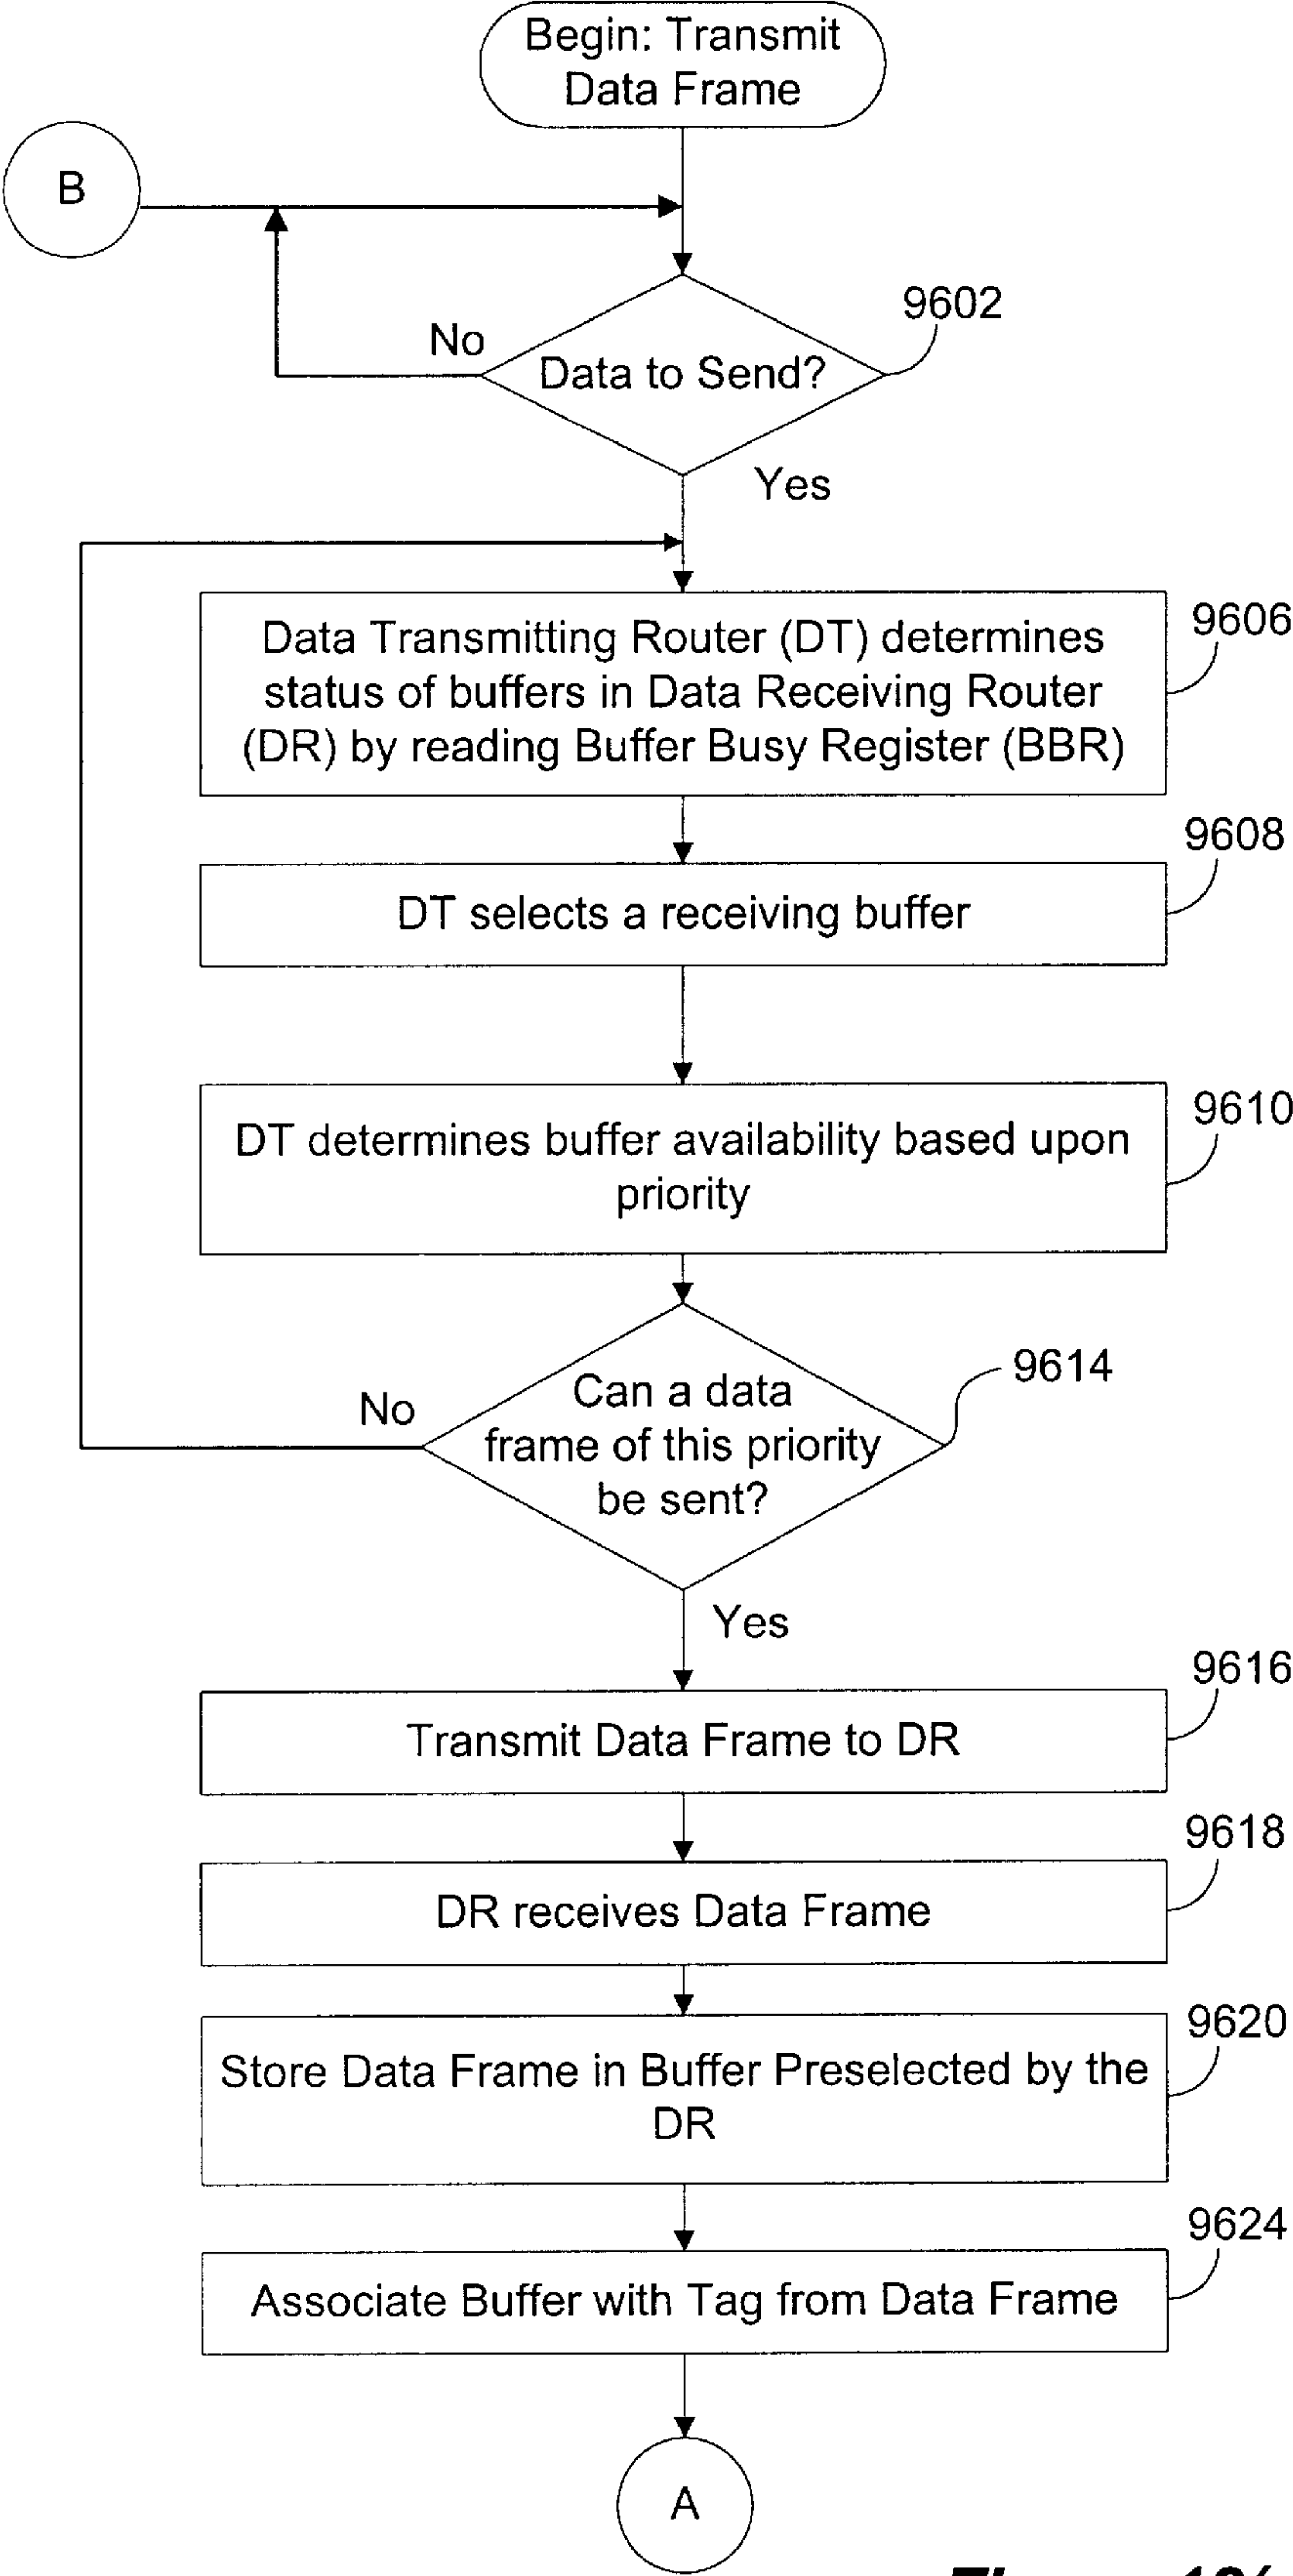 Begin: Transmit
Data Frame
B
9602
No
Data to Send?
Yes
9606
Data Transmitting Router (DT) determines
status of buffers in Data Receiving Router
(DR) by reading Buffer Busy Register (BBR)
9608
DT selects a receiving buffer
9610
DT determines buffer availability based upon
priority
9614
No
Can a data
frame of this priority
be sent?
Yes
9616
Transmit Data Frame to DR
9618
DR receives Data Frame
9620
Store Data Frame in Buffer Preselected by the
DR
9624
Associate Buffer with Tag from Data Frame
A